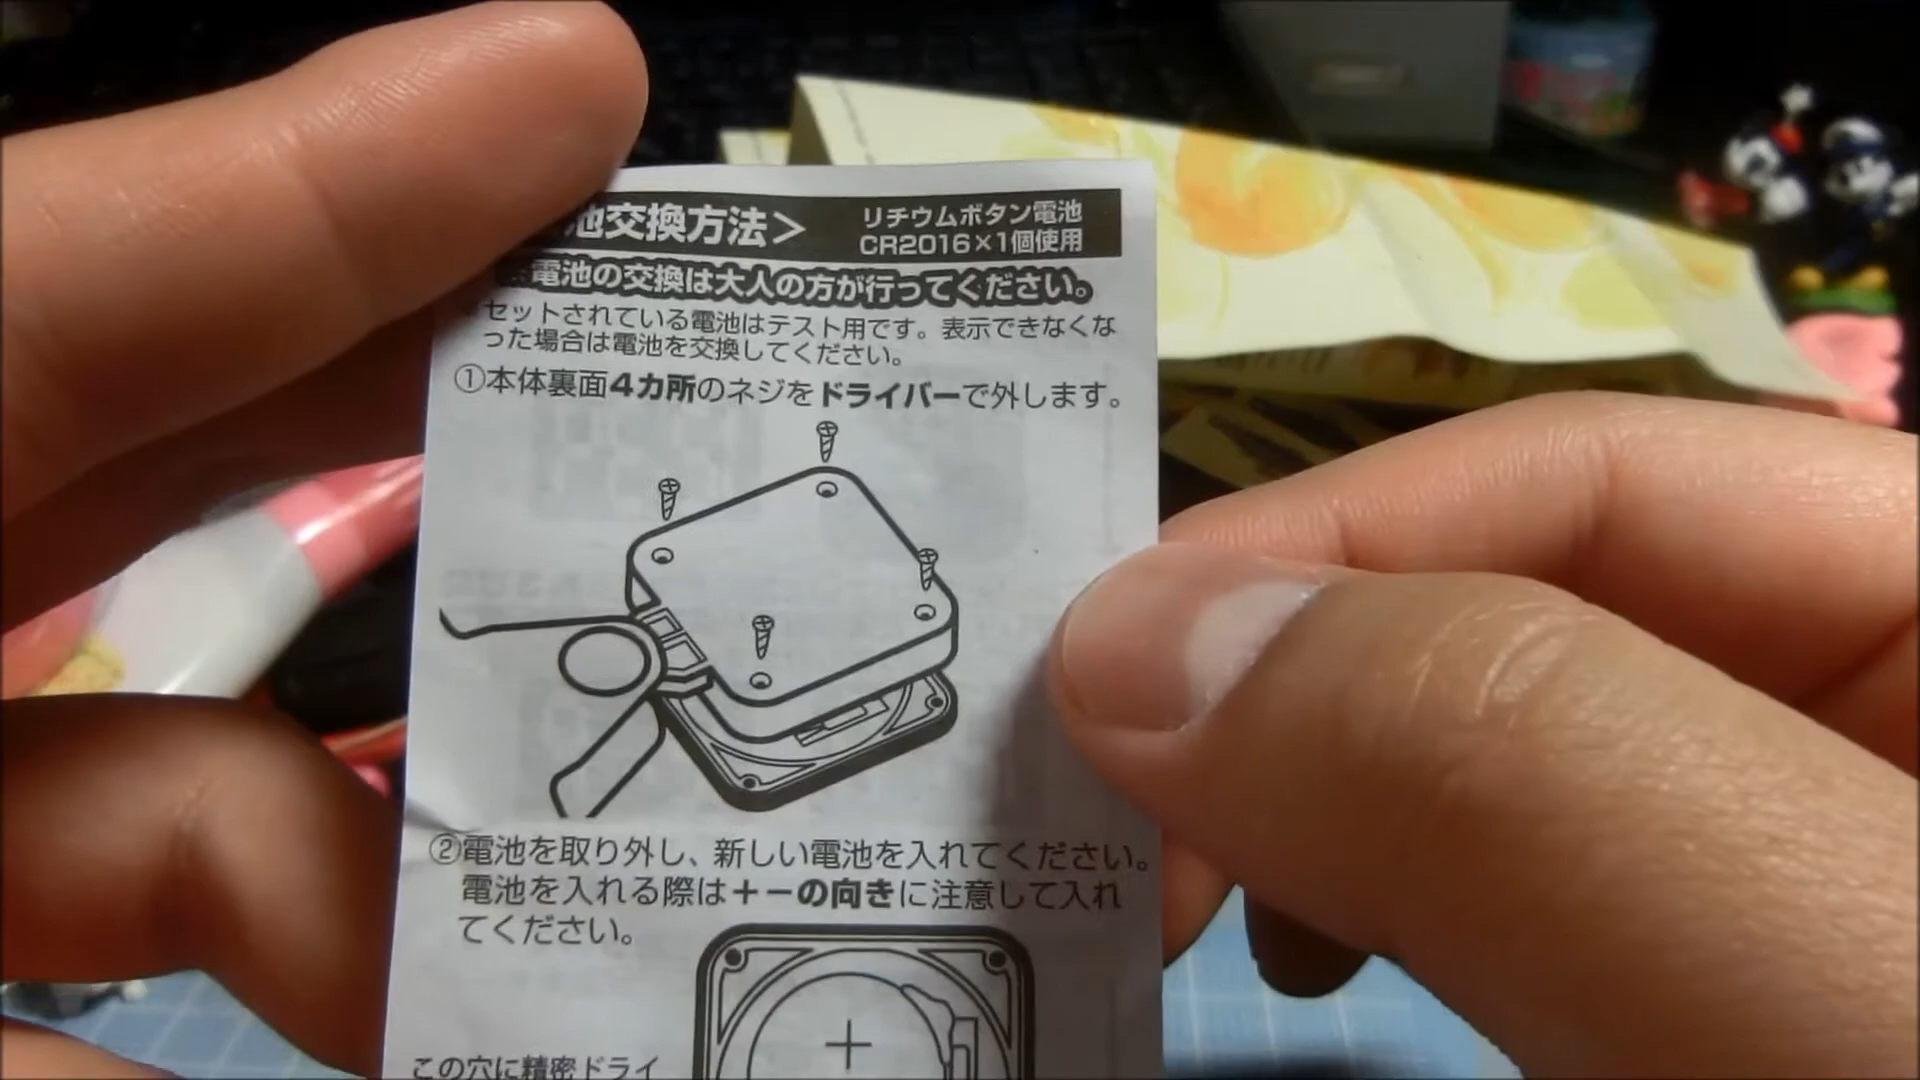 池交換方法＞
リチウムボタン電池
CR2016×1個使用
電池の交換は大人の方が行ってください。
セットされている電池はテスト用です。表示できなくな
った場合は電池を交換してください。
①本体裏面4カ所のネジをドライバーで外します。
②電池を取り外し、新しい電池を入れてください。
電池を入れる際は＋－の向きに注意して入れ
てください。
この穴に精密ドライ